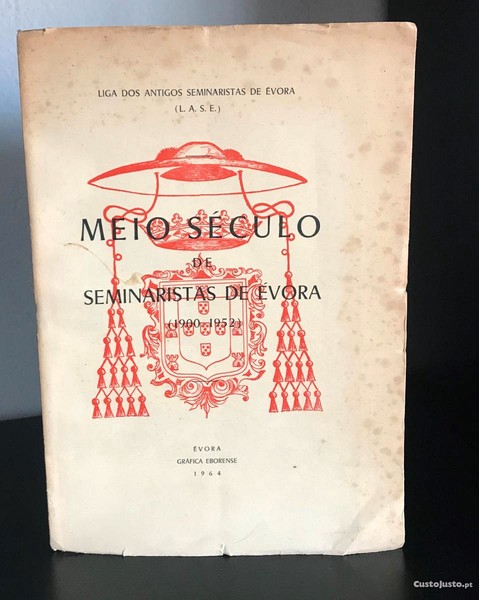 LIGA DOS ANTIGOS SEMINARISTAS DE ÉVORA
(L. A. S. E.)
MEIO SÉCULO
DE
SEMINARISTAS DE ÉVORA
(1900-1952)
ÉVORA
GRÁFICA EBORENSE
1964
CustoJusto.pt